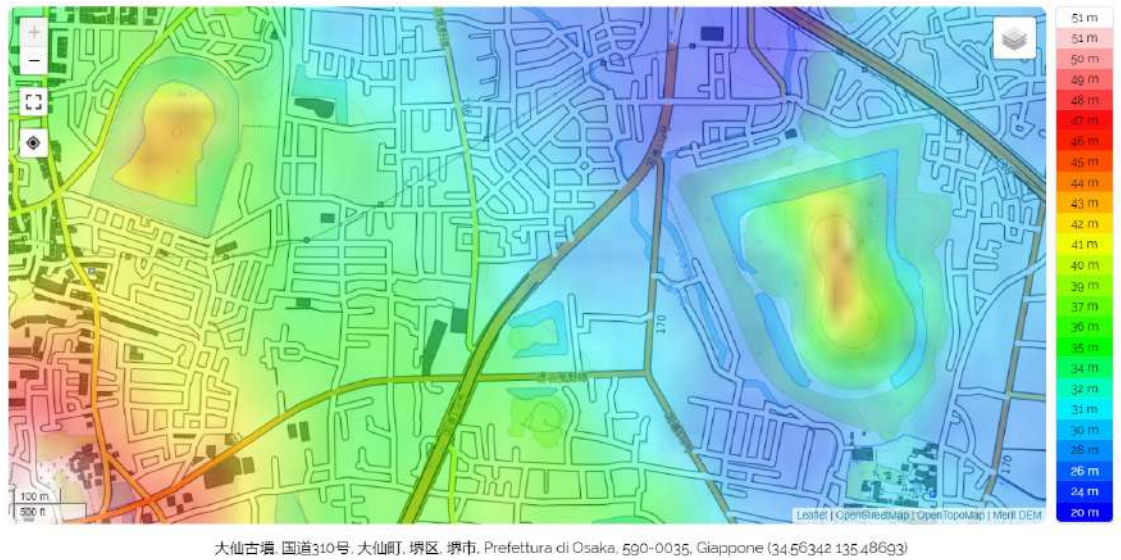 51 m
51 m
50 m
49 m
48 m
47 m
46 m
45 m
44 m
43 m
42 m
41 m
40 m
39 m
37 m
36 m
35 m
34 m
32 m
31 m
30 m
28 m
26 m
24 m
20 m
+
−
170
170
100 m
500 ft
Leaflet | OpenStreetMap | OpenTopoMap | Merit DEM
大仙古墳, 国道310号, 大仙町, 堺区, 堺市, Prefettura di Osaka, 590-0035, Giappone (34.56342 135.48693)